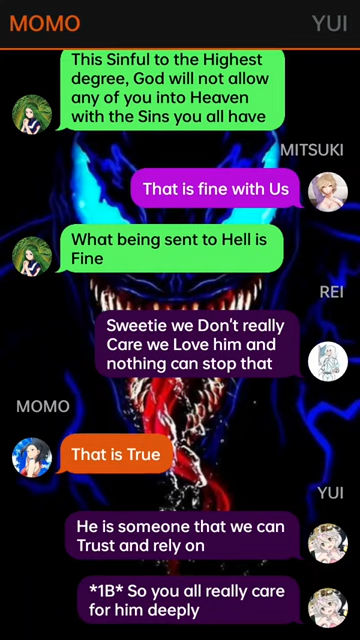 MOMO YUI
This Sinful to the Highest
degree, God will not allow
any of you into Heaven
with the Sins you all have
MITSUKI
That is fine with Us
What being sent to Hell is
Fine
REI
Sweetie we Don't really
Care we Love him and
nothing can stop that
MOMO
That is True
YUI
He is someone that we can
Trust and rely on
*1B* So you all really care
for him deeply